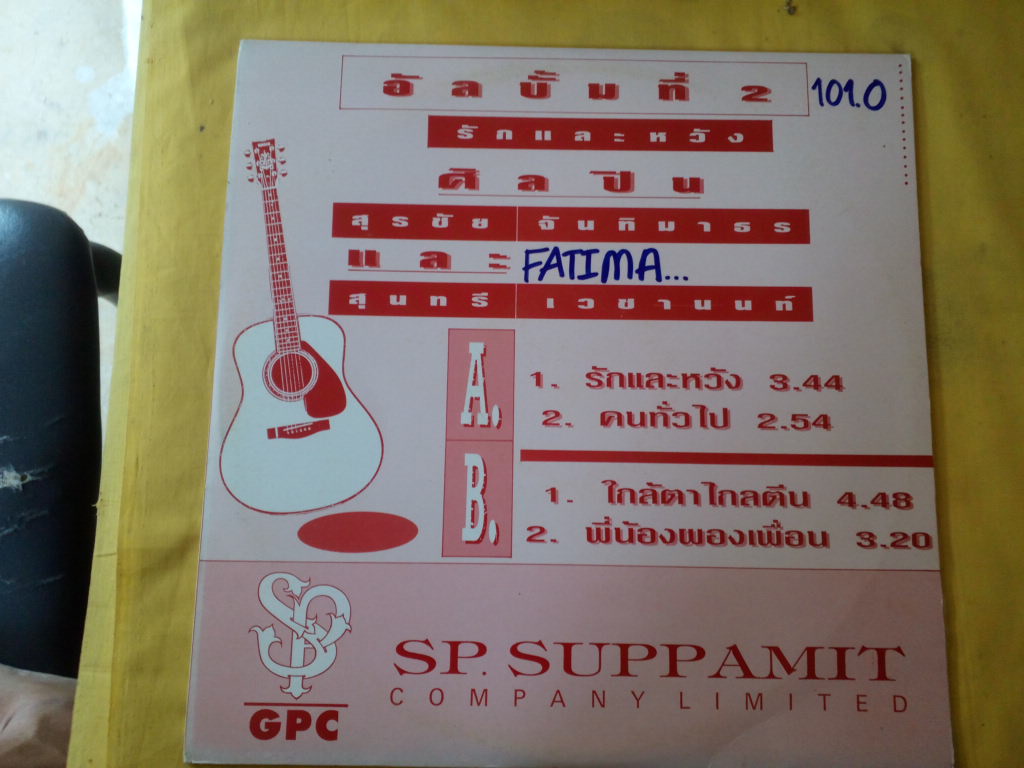 อัลบั้มที่ 2 101.0
รักและหวัง
ศิลปิน
สุรชัย จันทิมาธร
และ FATIMA...
สุนทรี เวชานนท์
A.
1. รักและหวัง 3.44
2. คนทั่วไป 2.54
B.
1. ใกล้ตาไกลตีน 4.48
2. พี่น้องผองเพื่อน 3.20
SP
GPC
SP. SUPPAMIT
COMPANY LIMITED